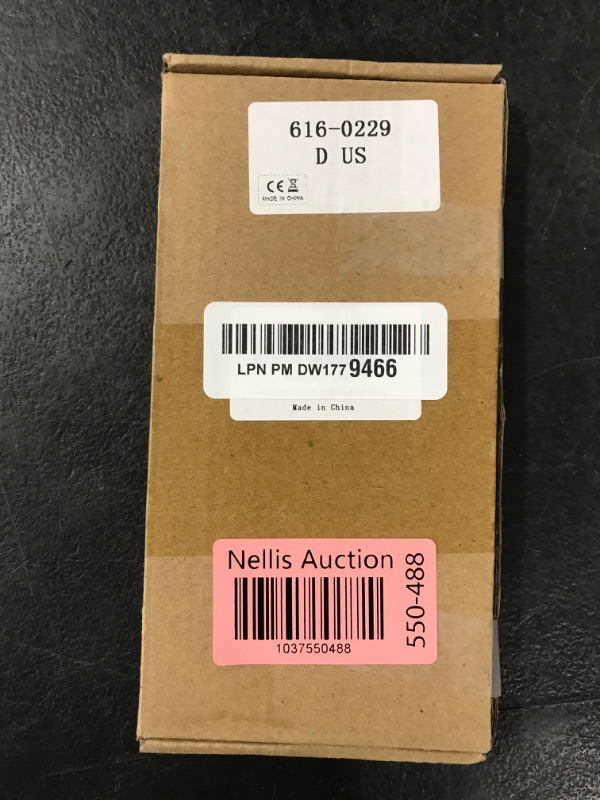 616-0229
D US
CE
MADE IN CHINA
LPN PM DW177 9466
Made in China
Nellis Auction
1037550488
550-488